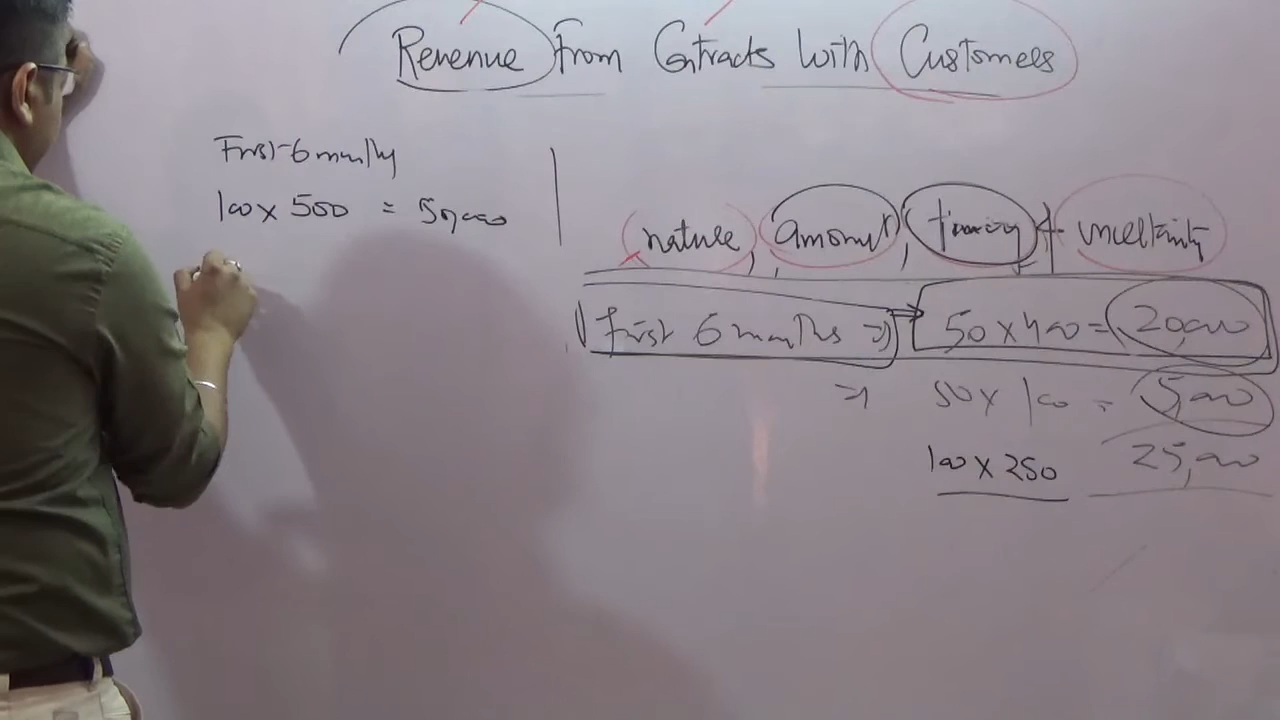 Revenue From Contracts with Customers
First 6 months
100 x 500 = 50,000
nature, amount, timing + uncertainty
First 6 months => 50 x 400 = 20,000
=> 50 x 100 = 5,000
100 x 250 25,000